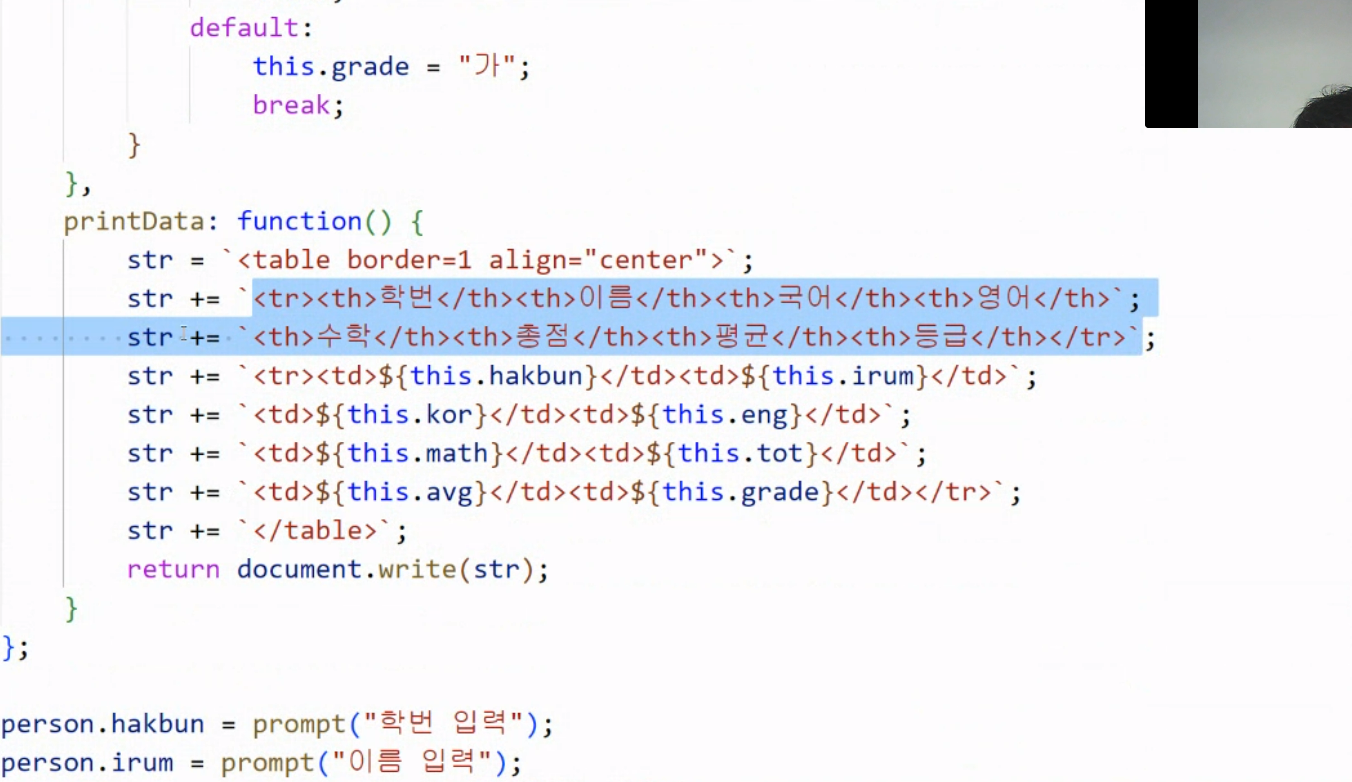 default:
this.grade = "가";
break;
}
},
printData: function() {
str = `<table border=1 align="center">`;
str += `<tr><th>학번</th><th>이름</th><th>국어</th><th>영어</th>`;
str += `<th>수학</th><th>총점</th><th>평균</th><th>등급</th></tr>`;
str += `<tr><td>${this.hakbun}</td><td>${this.irum}</td>`;
str += `<td>${this.kor}</td><td>${this.eng}</td>`;
str += `<td>${this.math}</td><td>${this.tot}</td>`;
str += `<td>${this.avg}</td><td>${this.grade}</td></tr>`;
str += `</table>`;
return document.write(str);
}
};
person.hakbun = prompt("학번 입력");
person.irum = prompt("이름 입력");